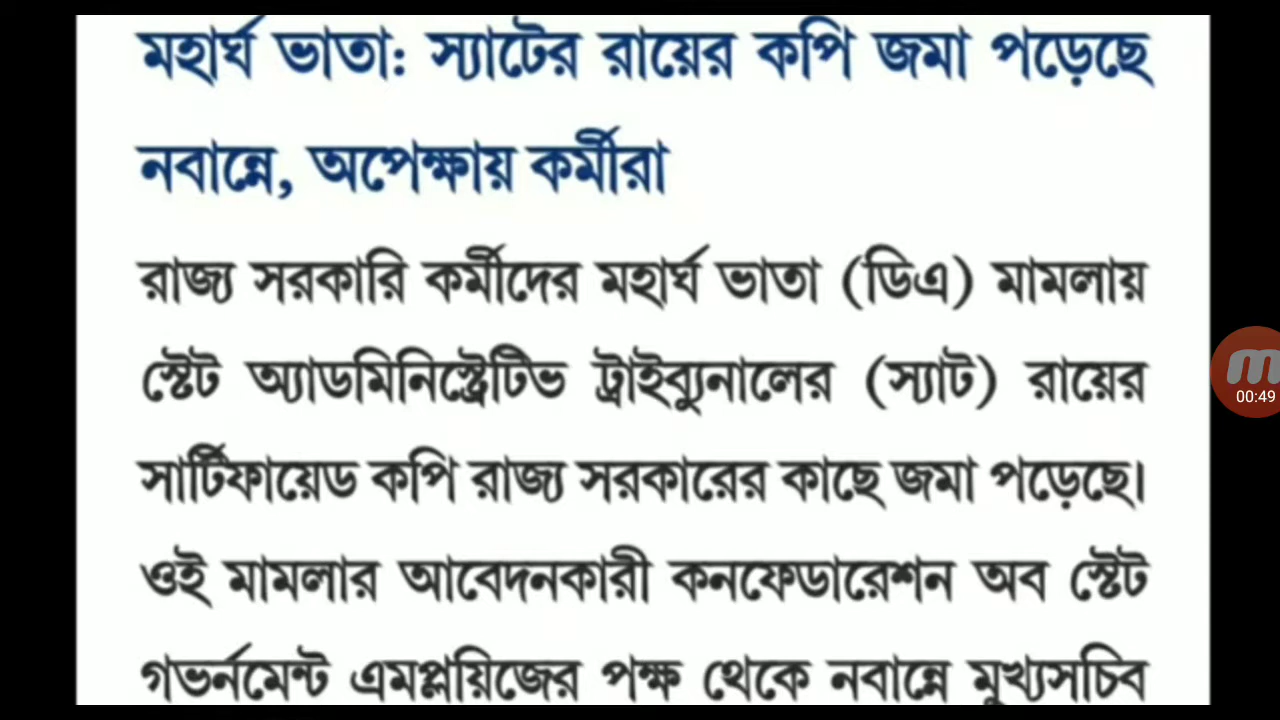 মহার্ঘ ভাতা: স্যাটের রায়ের কপি জমা পড়েছে
নবান্নে, অপেক্ষায় কর্মীরা
রাজ্য সরকারি কর্মীদের মহার্ঘ ভাতা (ডিএ) মামলায়
স্টেট অ্যাডমিনিস্ট্রেটিভ ট্রাইব্যুনালের (স্যাট) রায়ের
সার্টিফায়েড কপি রাজ্য সরকারের কাছে জমা পড়েছে।
ওই মামলার আবেদনকারী কনফেডারেশন অব স্টেট
গভর্নমেন্ট এমপ্লয়িজের পক্ষ থেকে নবান্নে মুখ্যসচিব
00:49